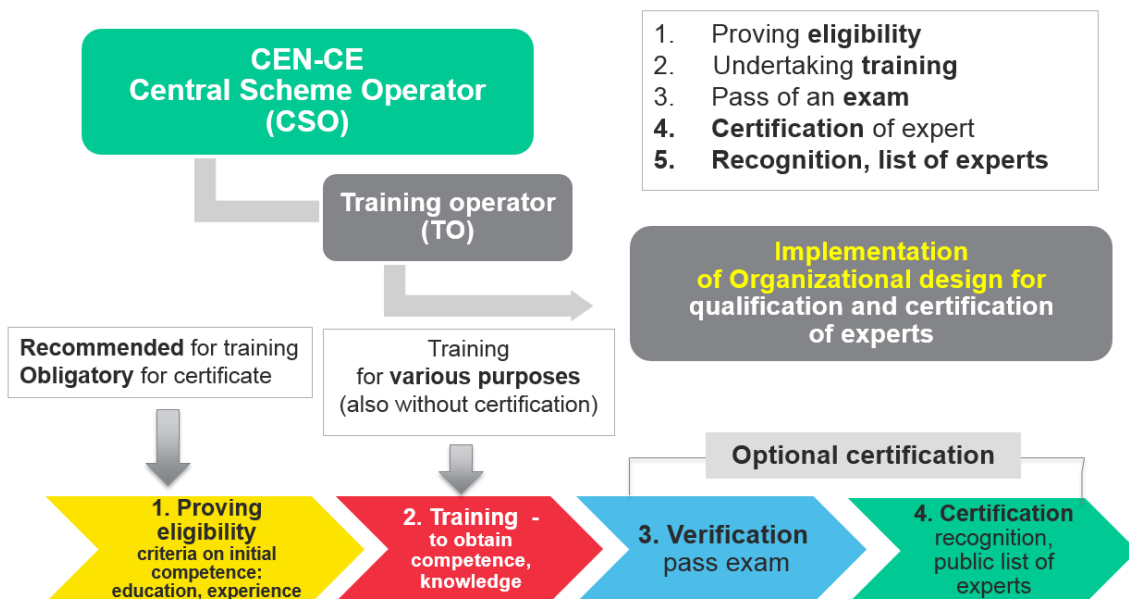 CEN-CE
Central Scheme Operator
(CSO)
1. Proving eligibility
2. Undertaking training
3. Pass of an exam
4. Certification of expert
5. Recognition, list of experts
Training operator
(TO)
Implementation
of Organizational design for
qualification and certification
of experts
Recommended for training
Obligatory for certificate
Training
for various purposes
(also without certification)
Optional certification
1. Proving
eligibility
criteria on initial
competence:
education, experience
2. Training -
to obtain
competence,
knowledge
3. Verification
pass exam
4. Certification
recognition,
public list of
experts